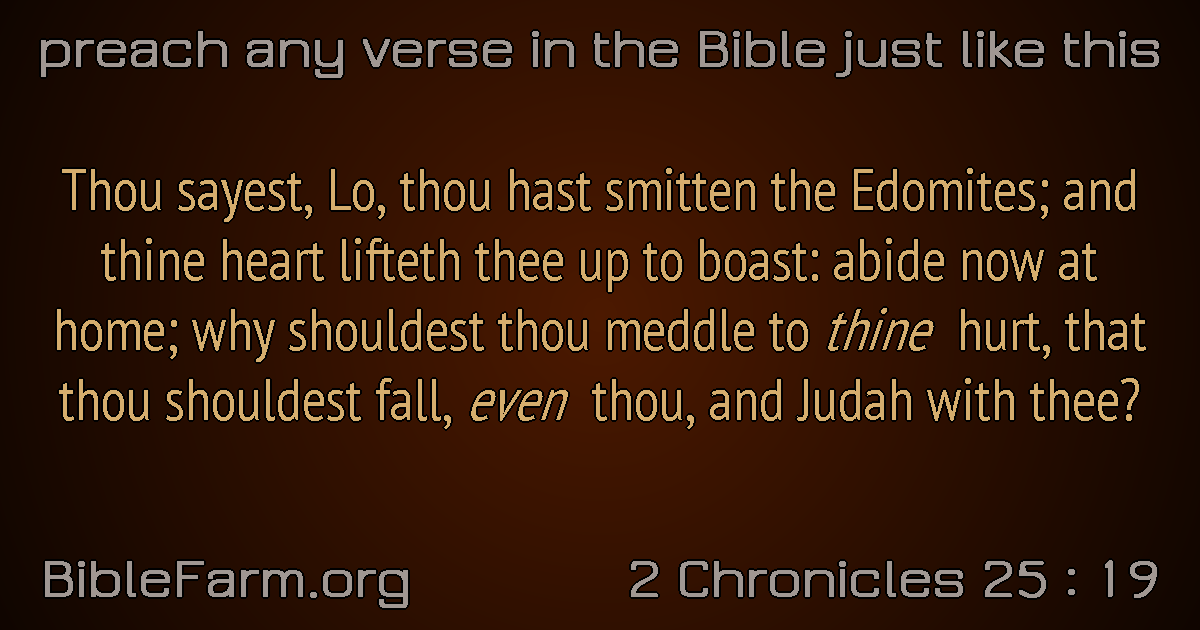 preach any verse in the Bible just like this
Thou sayest, Lo, thou hast smitten the Edomites; and
thine heart lifteth thee up to boast: abide now at
home; why shouldest thou meddle to thine hurt, that
thou shouldest fall, even thou, and Judah with thee?
BibleFarm.org
2 Chronicles 25 : 19